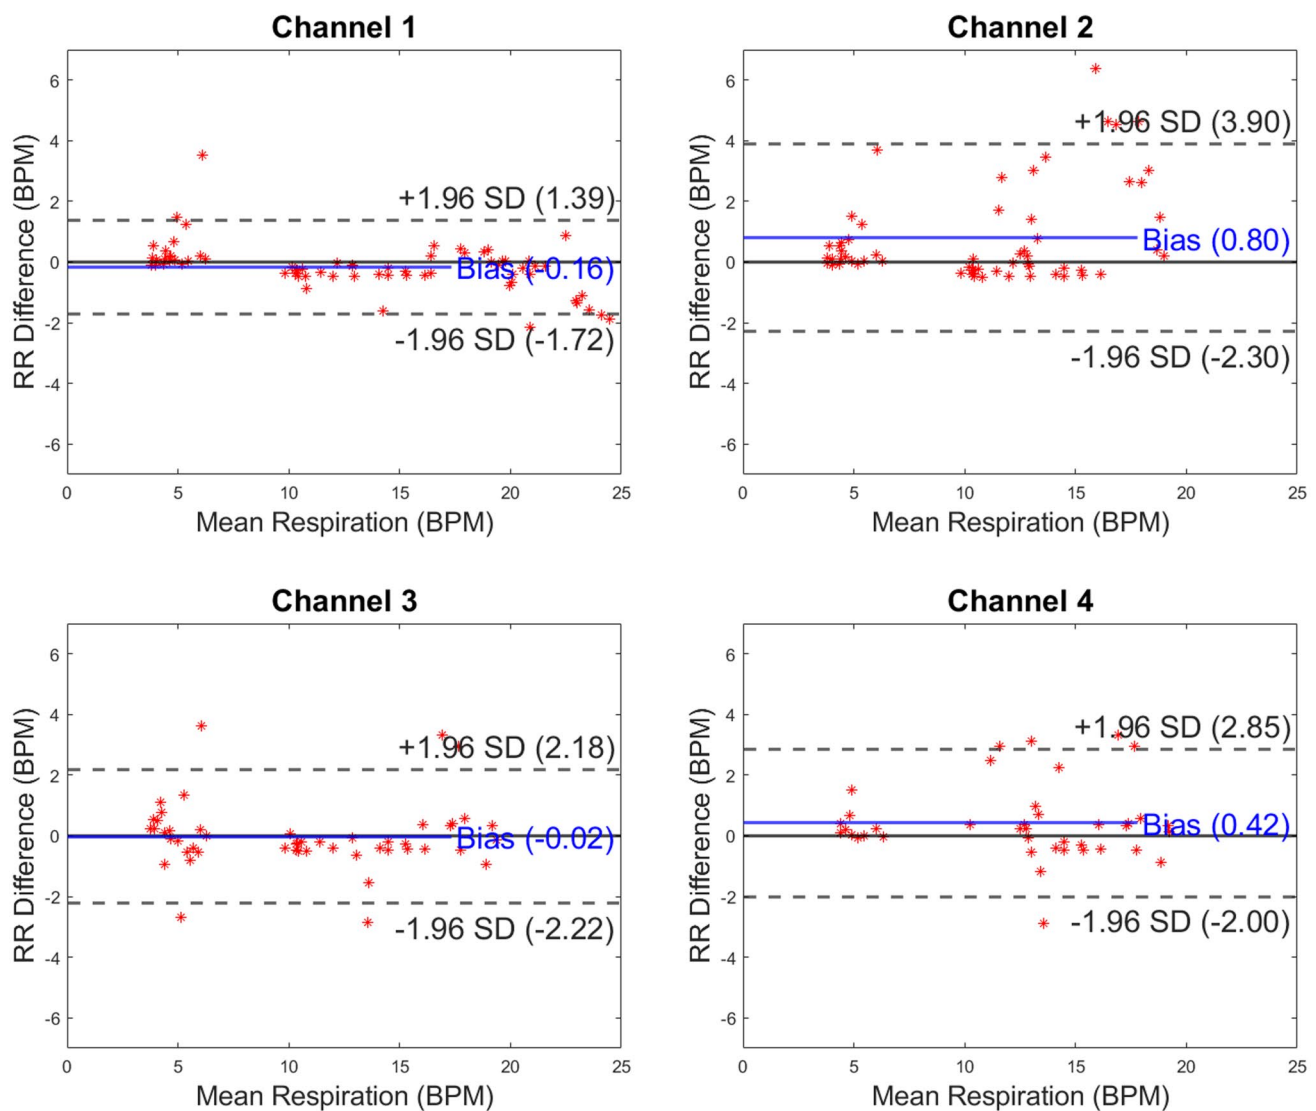 Channel 1
RR Difference (BPM)
6
4
2
0
-2
-4
-6
+1.96 SD (1.39)
Bias (-0.16)
-1.96 SD (-1.72)
0 5 10 15 20 25
Mean Respiration (BPM)
Channel 2
RR Difference (BPM)
6
4
2
0
-2
-4
-6
+1.96 SD (3.90)
Bias (0.80)
-1.96 SD (-2.30)
0 5 10 15 20 25
Mean Respiration (BPM)
Channel 3
RR Difference (BPM)
6
4
2
0
-2
-4
-6
+1.96 SD (2.18)
Bias (-0.02)
-1.96 SD (-2.22)
0 5 10 15 20 25
Mean Respiration (BPM)
Channel 4
RR Difference (BPM)
6
4
2
0
-2
-4
-6
+1.96 SD (2.85)
Bias (0.42)
-1.96 SD (-2.00)
0 5 10 15 20 25
Mean Respiration (BPM)